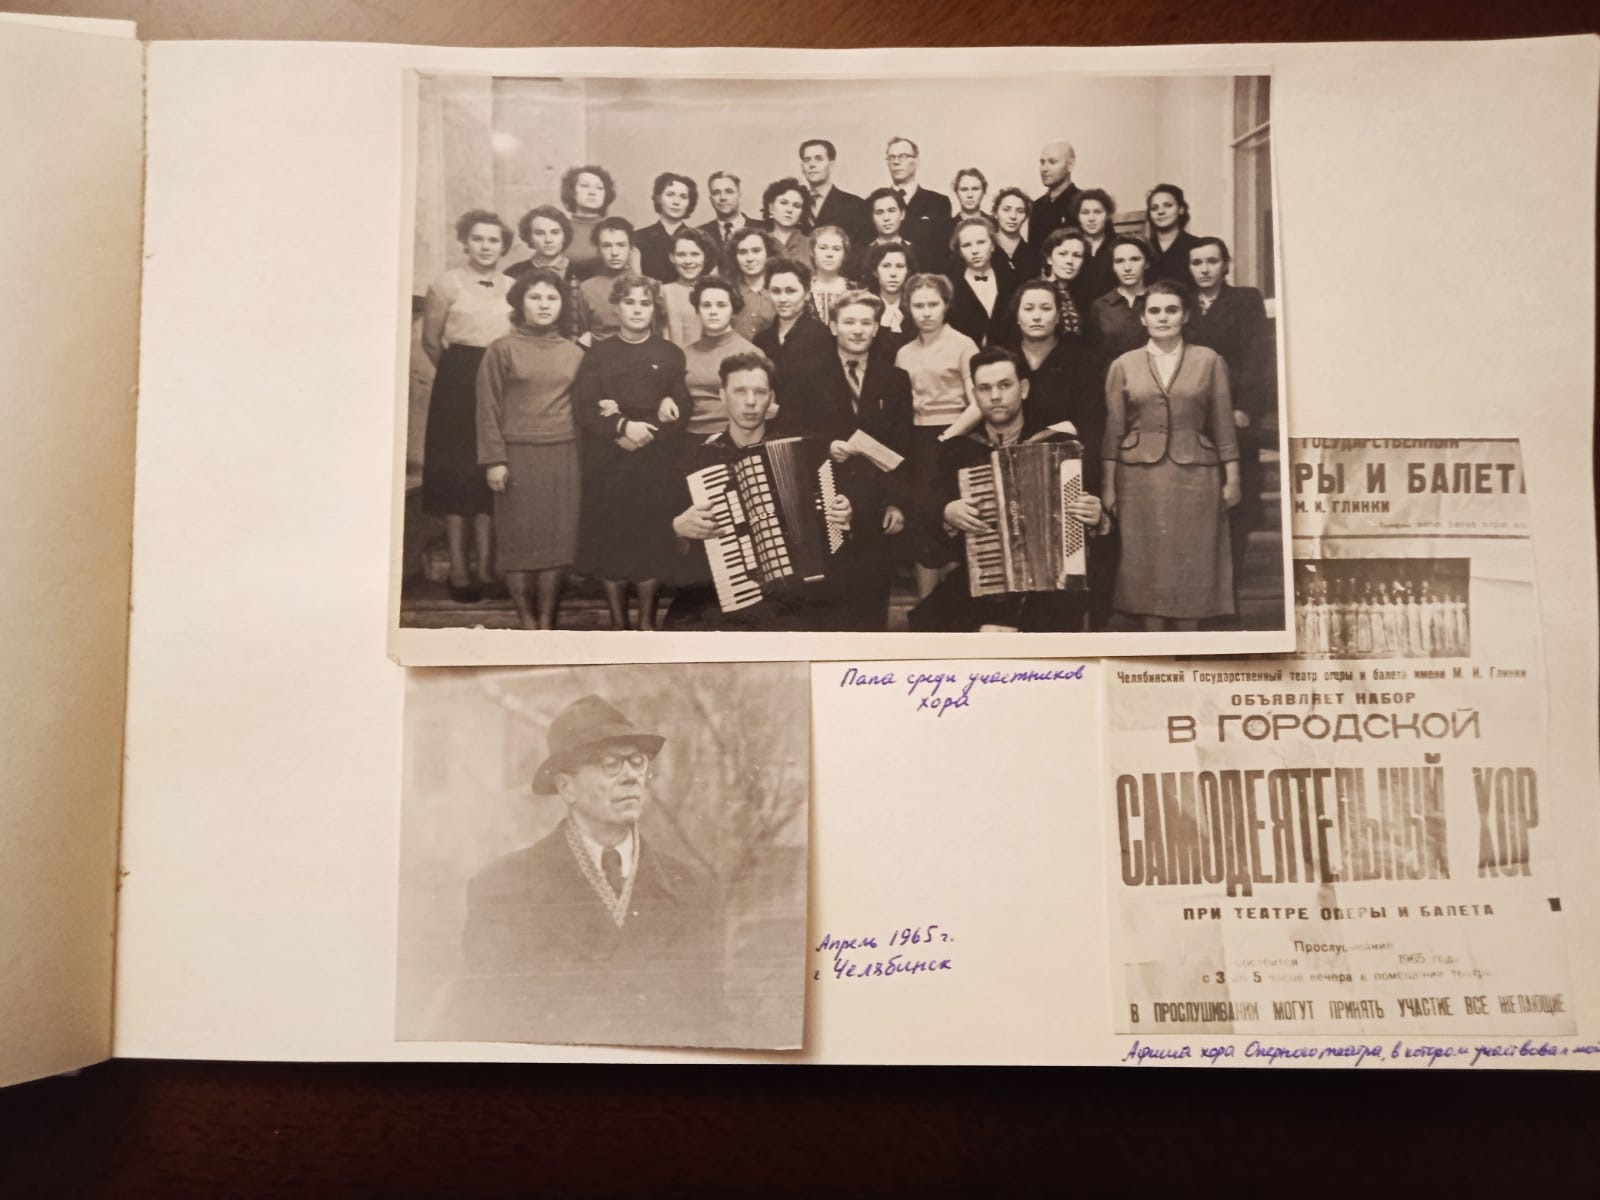 ГОСУДАРСТВЕННЫЙ
РЫ И БАЛЕТ
М. И. ГЛИНКИ
Челябинский Государственный театр оперы и балета имени М. И. Глинки
ОБЪЯВЛЯЕТ НАБОР
В ГОРОДСКОЙ
САМОДЕЯТЕЛЬНЫЙ ХОР
ПРИ ТЕАТРЕ ОПЕРЫ И БАЛЕТА
Прослушивание
состоится 1965 года
с 3 до 5 часов вечера в помещении театра
В ПРОСЛУШИВАНИИ МОГУТ ПРИНЯТЬ УЧАСТИЕ ВСЕ ЖЕЛАЮЩИЕ
Папа среди участников
хора
Апрель 1965 г.
г Челябинск
Афиша хора Оперного театра, в котором участвовал мой